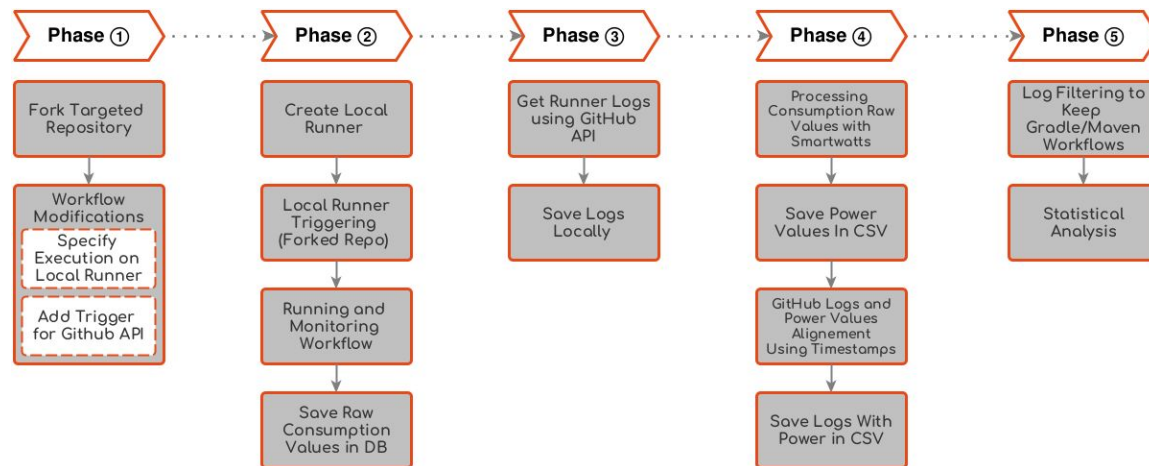 Phase ①
Phase ②
Phase ③
Phase ④
Phase ⑤
Fork Targeted
Repository
Workflow
Modifications
Specify
Execution on
Local Runner
Add Trigger
for Github API
Create Local
Runner
Local Runner
Triggering
(Forked Repo)
Running and
Monitoring
Workflow
Save Raw
Consumption
Values in DB
Get Runner Logs
using GitHub
API
Save Logs
Locally
Processing
Consumption Raw
Values with
Smartwatts
Save Power
Values In CSV
GitHub Logs and
Power Values
Alignement
Using Timestamps
Save Logs With
Power in CSV
Log Filtering to
Keep
Gradle/Maven
Workflows
Statistical
Analysis